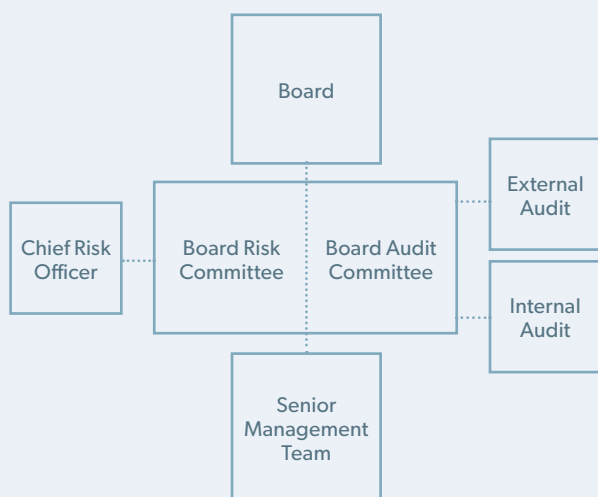 Board
External
Audit
Chief Risk
Officer
Board Risk
Committee
Board Audit
Committee
Internal
Audit
Senior
Management
Team